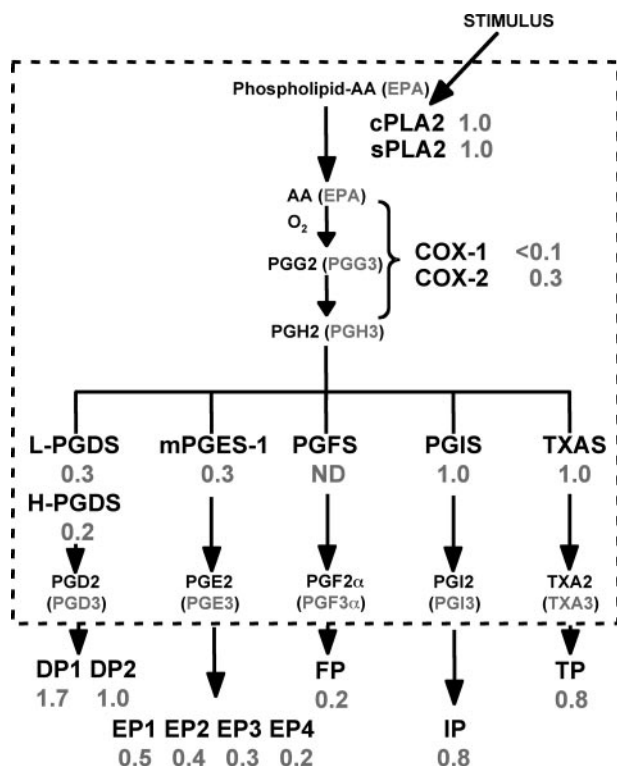 STIMULUS
Phospholipid-AA (EPA)
cPLA2 1.0
sPLA2 1.0
AA (EPA)
O2
PGG2 (PGG3)
COX-1 <0.1
COX-2 0.3
PGH2 (PGH3)
L-PGDS mPGES-1 PGFS PGIS TXAS
0.3 0.3 ND 1.0 1.0
H-PGDS
0.2
PGD2 PGE2 PGF2α PGI2 TXA2
(PGD3) (PGE3) (PGF3α) (PGI3) (TXA3)
DP1 DP2 FP TP
1.7 1.0 0.2 0.8
EP1 EP2 EP3 EP4 IP
0.5 0.4 0.3 0.2 0.8